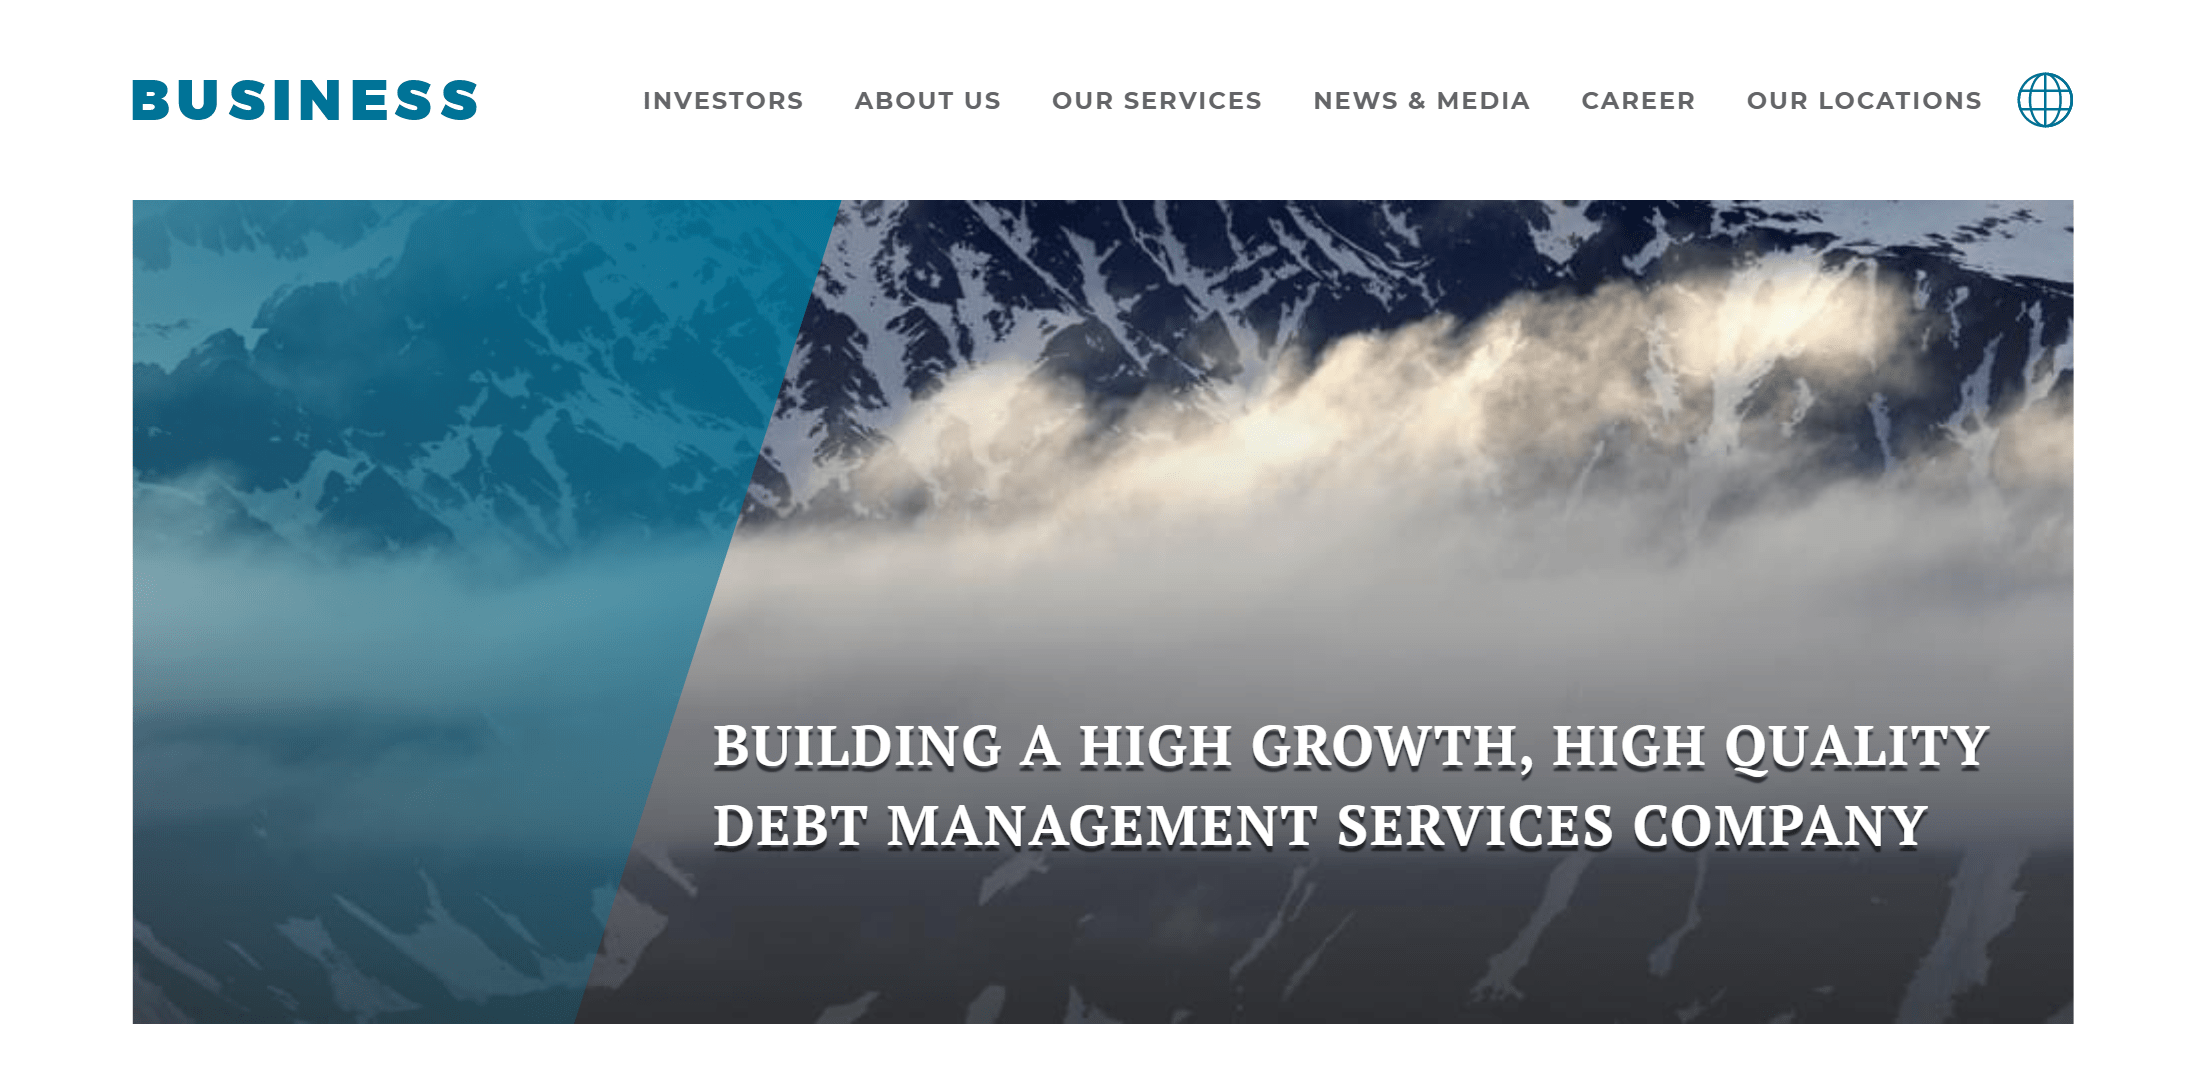 BUSINESS
INVESTORS ABOUT US OUR SERVICES NEWS & MEDIA CAREER OUR LOCATIONS
BUILDING A HIGH GROWTH, HIGH QUALITY
DEBT MANAGEMENT SERVICES COMPANY